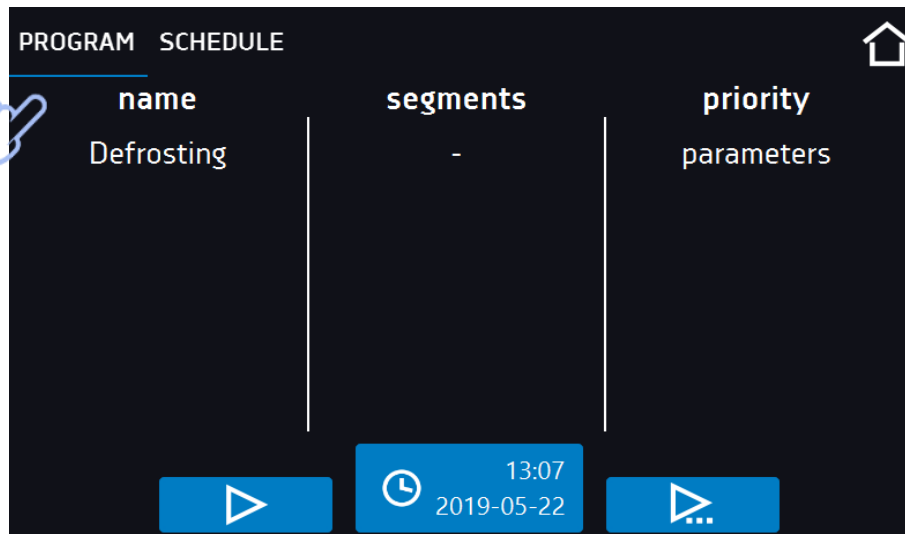 PROGRAM SCHEDULE
name segments priority
Defrosting - parameters
13:07
2019-05-22